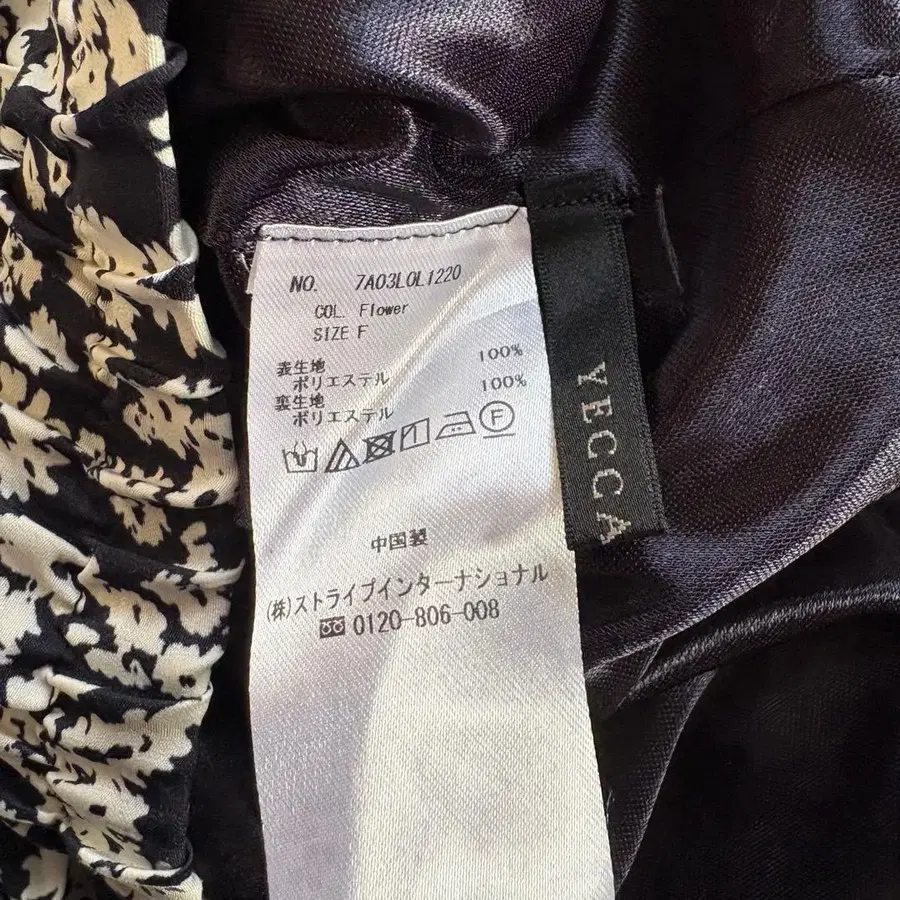 NO. 7A03L0L1220
COL. Flower
SIZE F
表生地
ポリエステル 100%
裏生地
ポリエステル 100%
F
中国製
(株)ストライプインターナショナル
0120-806-008
YECCA